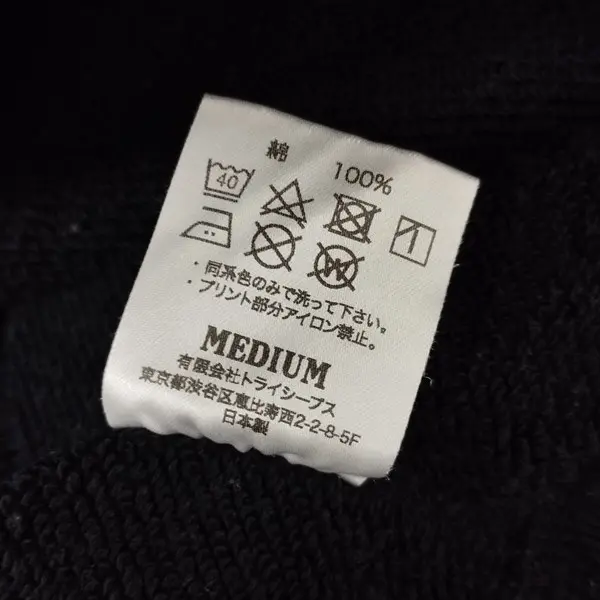 綿 100%
40
・同系色のみで洗って下さい。
・プリント部分アイロン禁止。
MEDIUM
有限会社トライシープス
東京都渋谷区恵比寿西2-2-8-5F
日本製